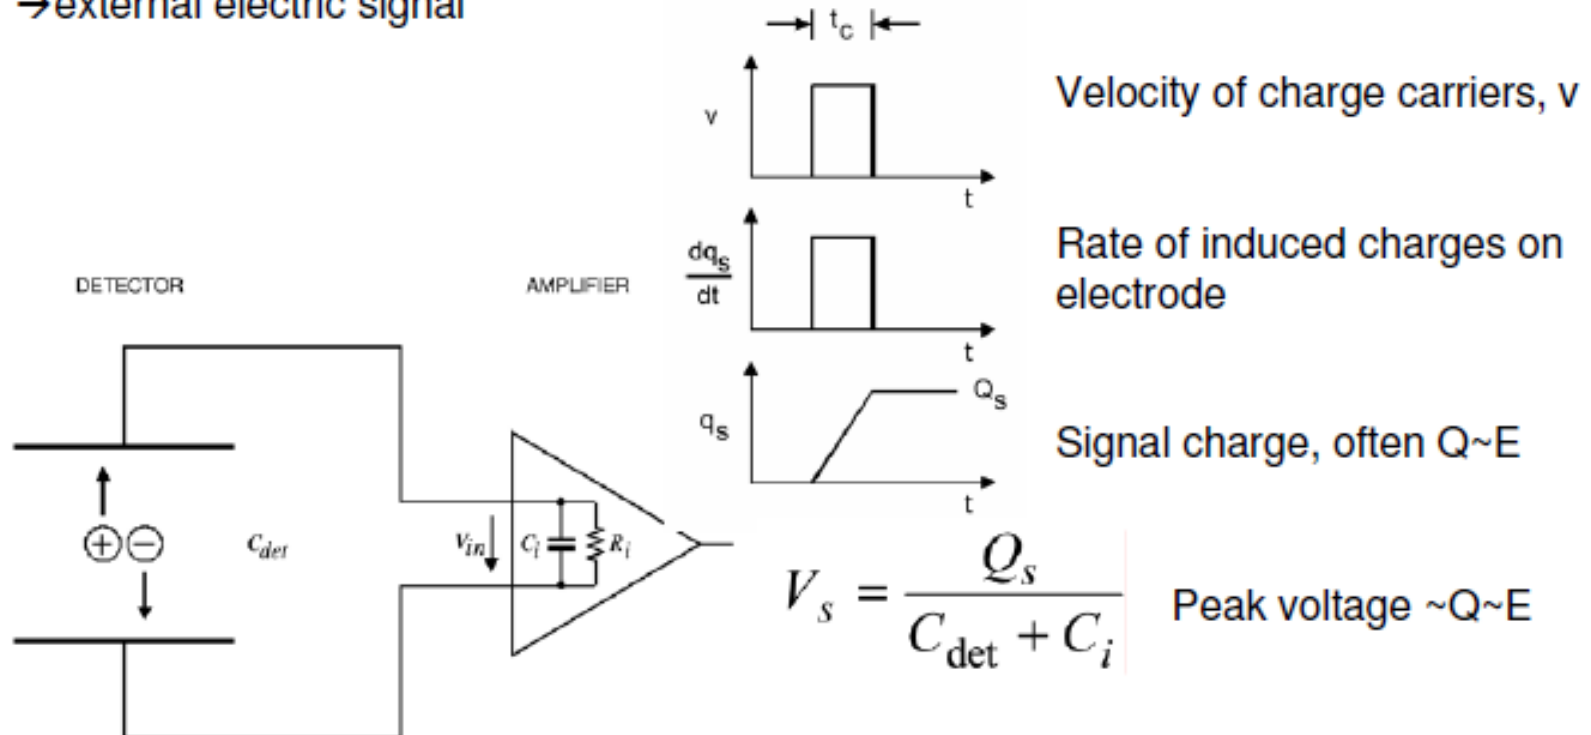 →external electric signal
t_c
v
t
Velocity of charge carriers, v
dq_s
dt
t
Rate of induced charges on
electrode
q_s
Q_s
t
Signal charge, often Q~E
DETECTOR
AMPLIFIER
+ −
C_det
v_in
C_i
R_i
V_s = Q_s / (C_det + C_i)
Peak voltage ~Q~E